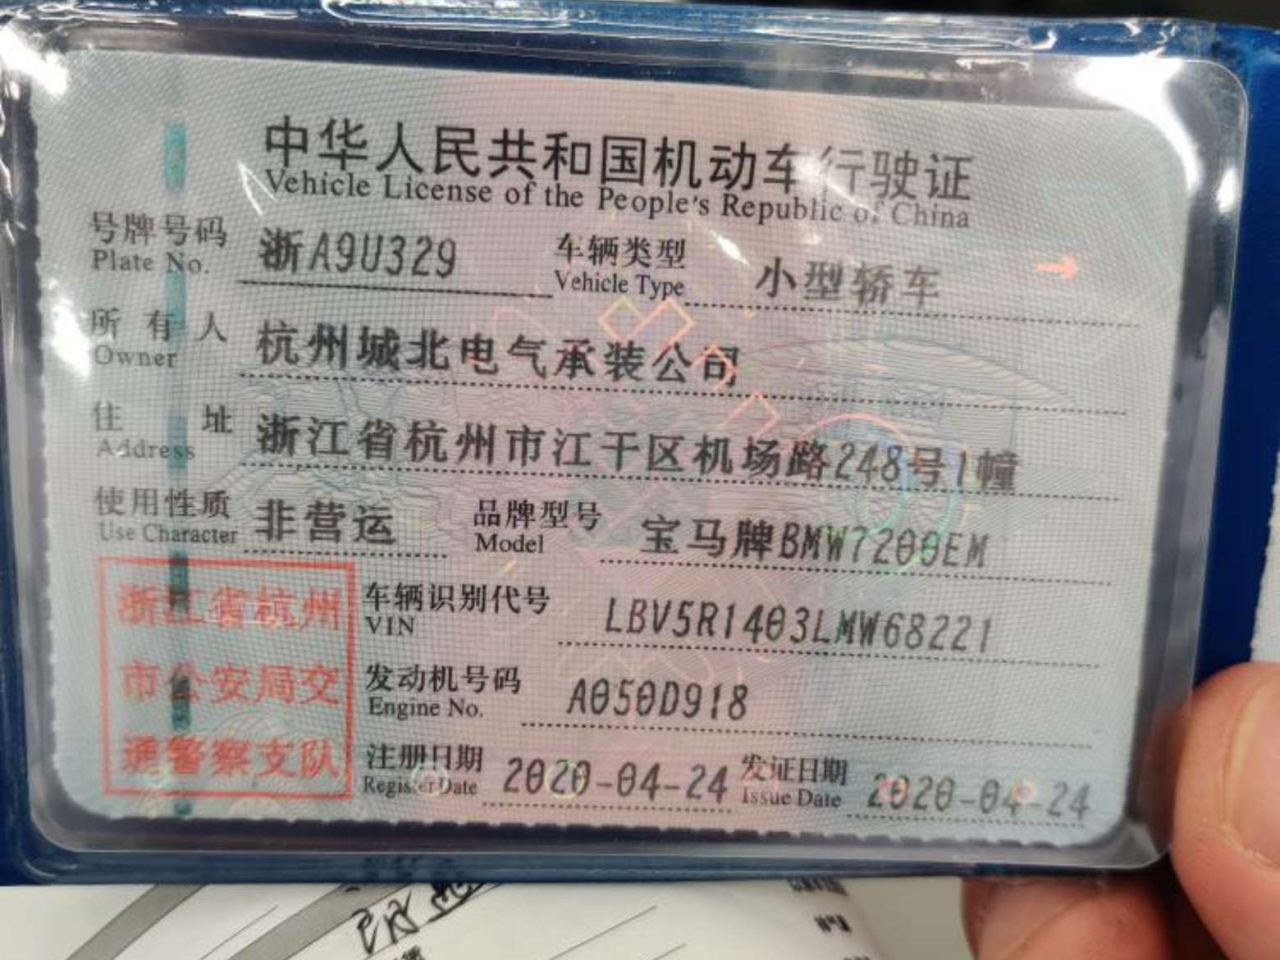 中华人民共和国机动车行驶证
Vehicle License of the People's Republic of China
号牌号码 浙A9U329 车辆类型 小型轿车
Plate No. Vehicle Type
所有人 杭州城北电气承装公司
Owner
住址 浙江省杭州市江干区机场路248号1幢
Address
使用性质 非营运 品牌型号 宝马牌BMW7200EM
Use Character Model
浙江省杭州
市公安局交
通警察支队
车辆识别代号 LBV5R1403LMW68221
VIN
发动机号码 A050D918
Engine No.
注册日期 2020-04-24 发证日期 2020-04-24
Register Date Issue Date